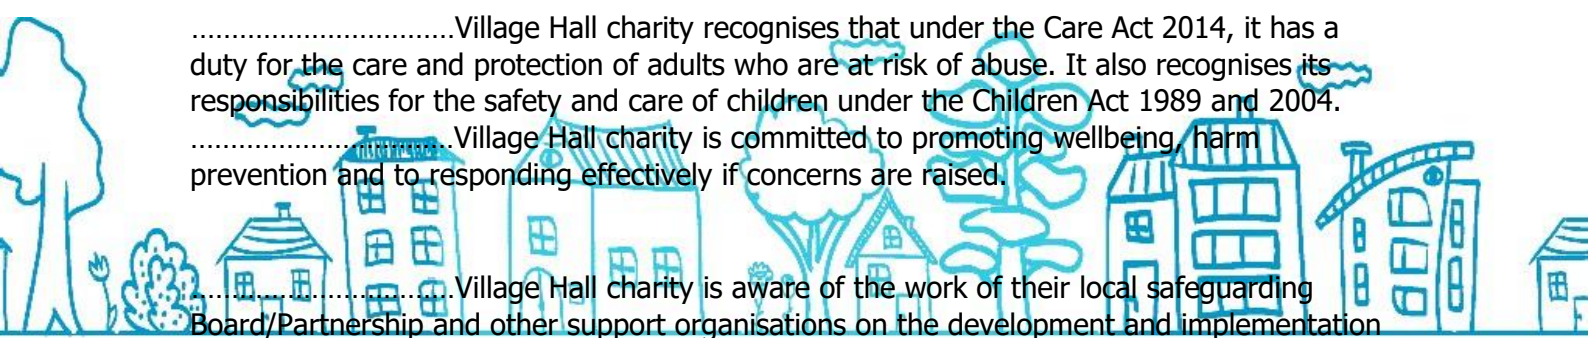 .................................Village Hall charity recognises that under the Care Act 2014, it has a
duty for the care and protection of adults who are at risk of abuse. It also recognises its
responsibilities for the safety and care of children under the Children Act 1989 and 2004.
.................................Village Hall charity is committed to promoting wellbeing, harm
prevention and to responding effectively if concerns are raised.
.................................Village Hall charity is aware of the work of their local safeguarding
Board/Partnership and other support organisations on the development and implementation